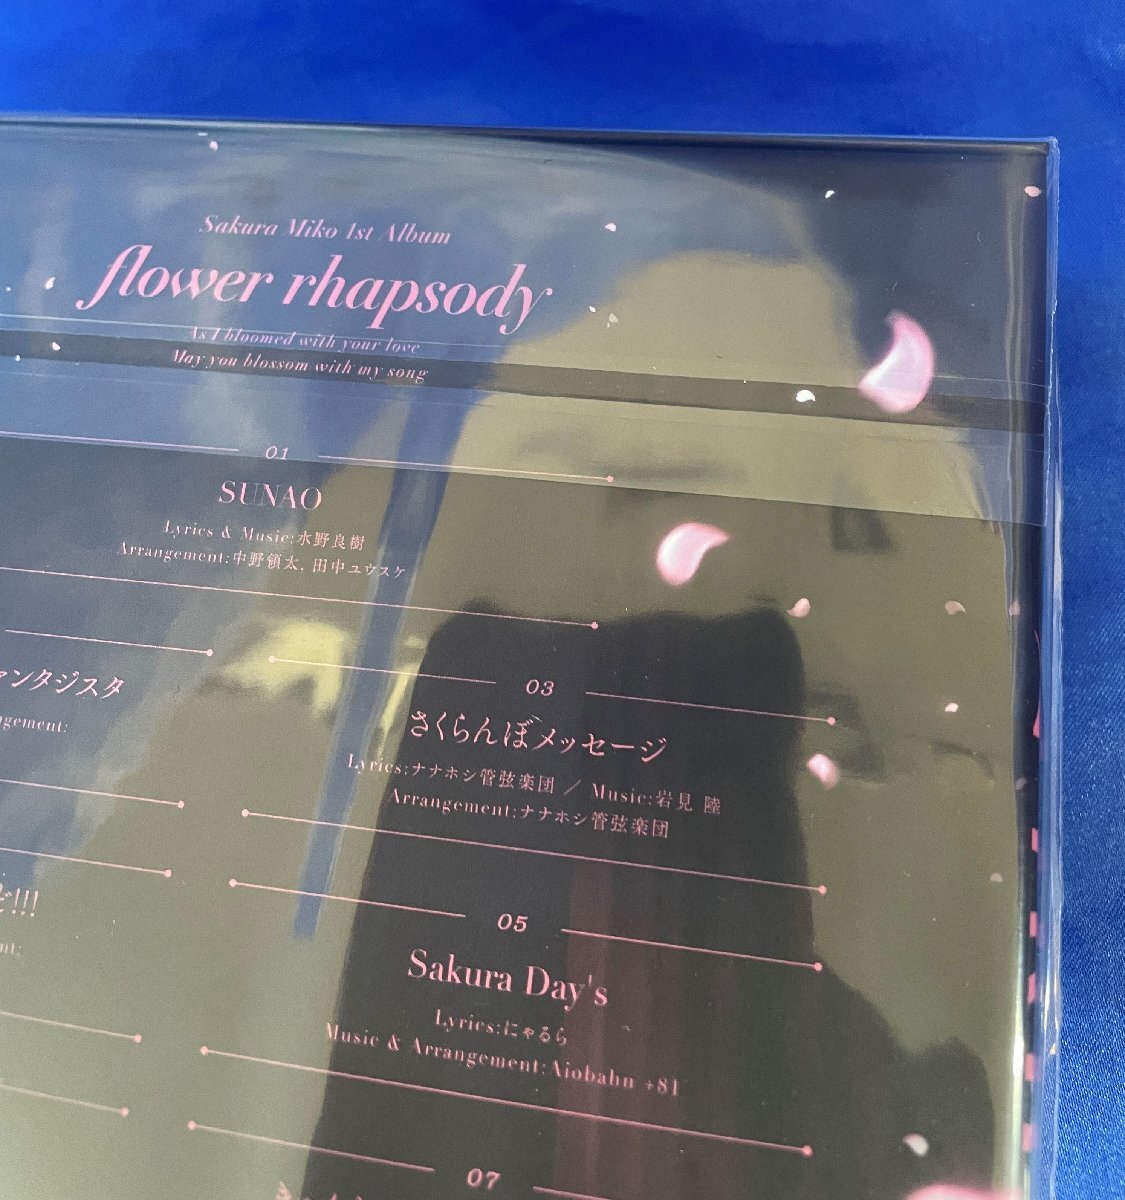 Sakura Miko 1st Album
flower rhapsody
As I bloomed with your love
May you blossom with my song
01
SUNAO
Lyrics & Music:水野良樹
Arrangement:中野領太, 田中ユウスケ
ァンタジスタ
ngement:
03
さくらんぼメッセージ
Lyrics:ナナホシ管弦楽団 / Music:岩見 陸
Arrangement:ナナホシ管弦楽団
!!!
nt:
05
Sakura Day's
Lyrics:にゃるら
Music & Arrangement:Aiobahn +81
07